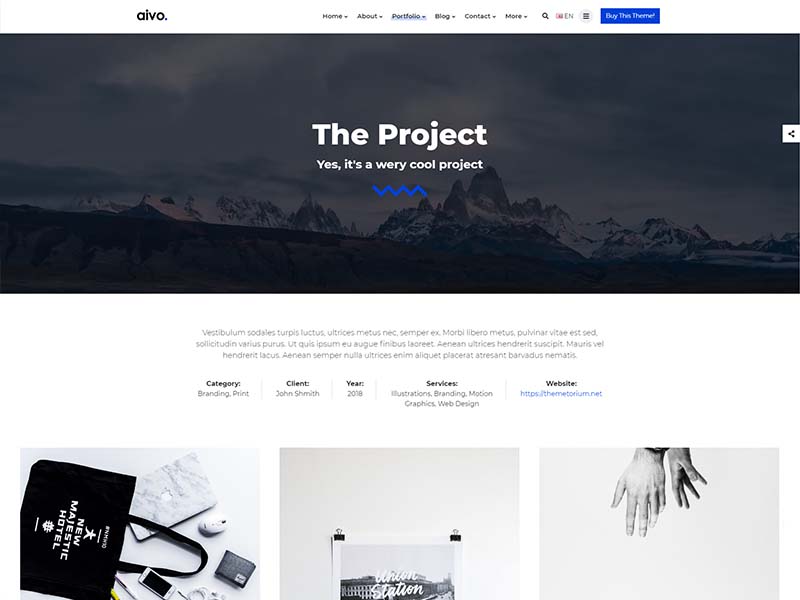 aivo.
Home
About
Portfolio
Blog
Contact
More
EN
Buy This Theme!
The Project
Yes, it's a wery cool project
Vestibulum sodales turpis luctus, ultrices metus nec, semper ex. Morbi libero metus, pulvinar vitae est sed,
sollicitudin varius purus. Ut quis ipsum eu augue finibus laoreet. Aenean ultrices hendrerit suscipit. Mauris vel
hendrerit lacus. Aenean semper nulla ultrices enim aliquet placerat atresant barvadus nematis.
Category:
Branding, Print
Client:
John Shmith
Year:
2018
Services:
Illustrations, Branding, Motion
Graphics, Web Design
Website:
https://themetorium.net
NEW
MAJESTIC
HOTEL
Union
Station